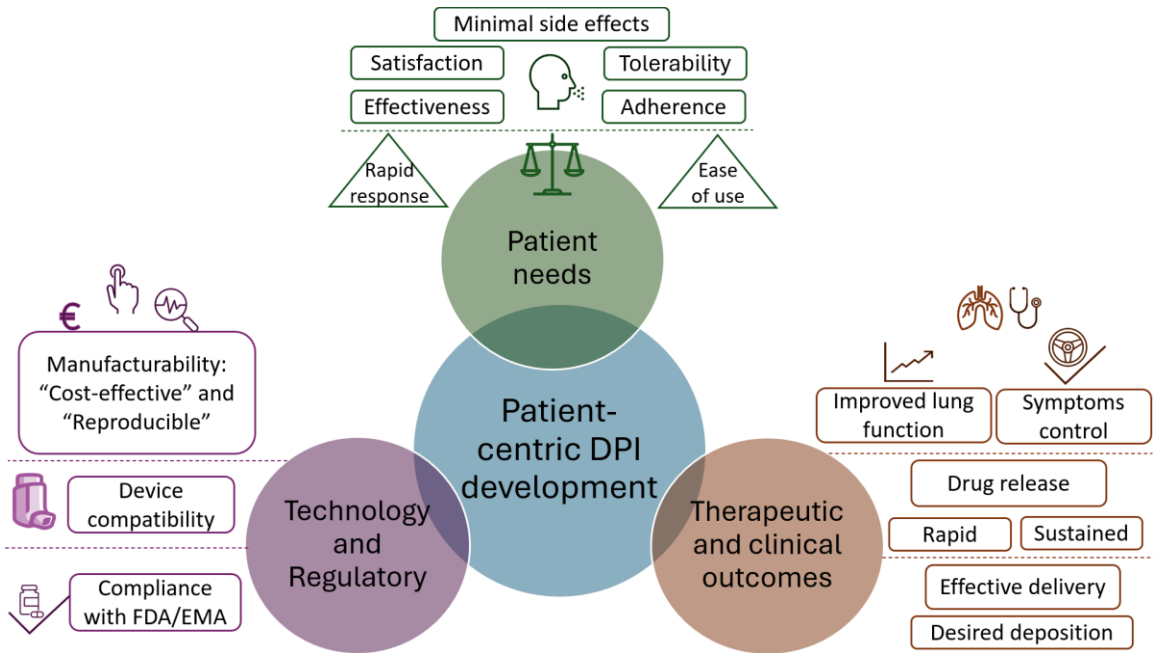 Minimal side effects
Satisfaction
Tolerability
Effectiveness
Adherence
Rapid
response
Ease
of use
Patient
needs
€
Manufacturability:
“Cost-effective” and
“Reproducible”
Device
compatibility
Compliance
with FDA/EMA
Technology
and
Regulatory
Patient-
centric DPI
development
Therapeutic
and clinical
outcomes
Improved lung
function
Symptoms
control
Drug release
Rapid
Sustained
Effective delivery
Desired deposition